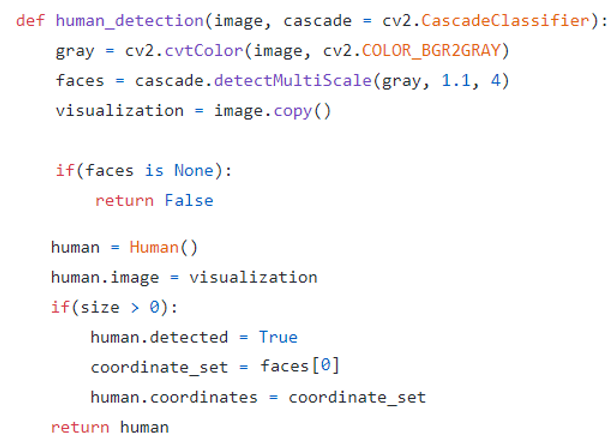 def human_detection(image, cascade = cv2.CascadeClassifier):
    gray = cv2.cvtColor(image, cv2.COLOR_BGR2GRAY)
    faces = cascade.detectMultiScale(gray, 1.1, 4)
    visualization = image.copy()
    if(faces is None):
        return False
    human = Human()
    human.image = visualization
    if(size > 0):
        human.detected = True
        coordinate_set = faces[0]
        human.coordinates = coordinate_set
    return human